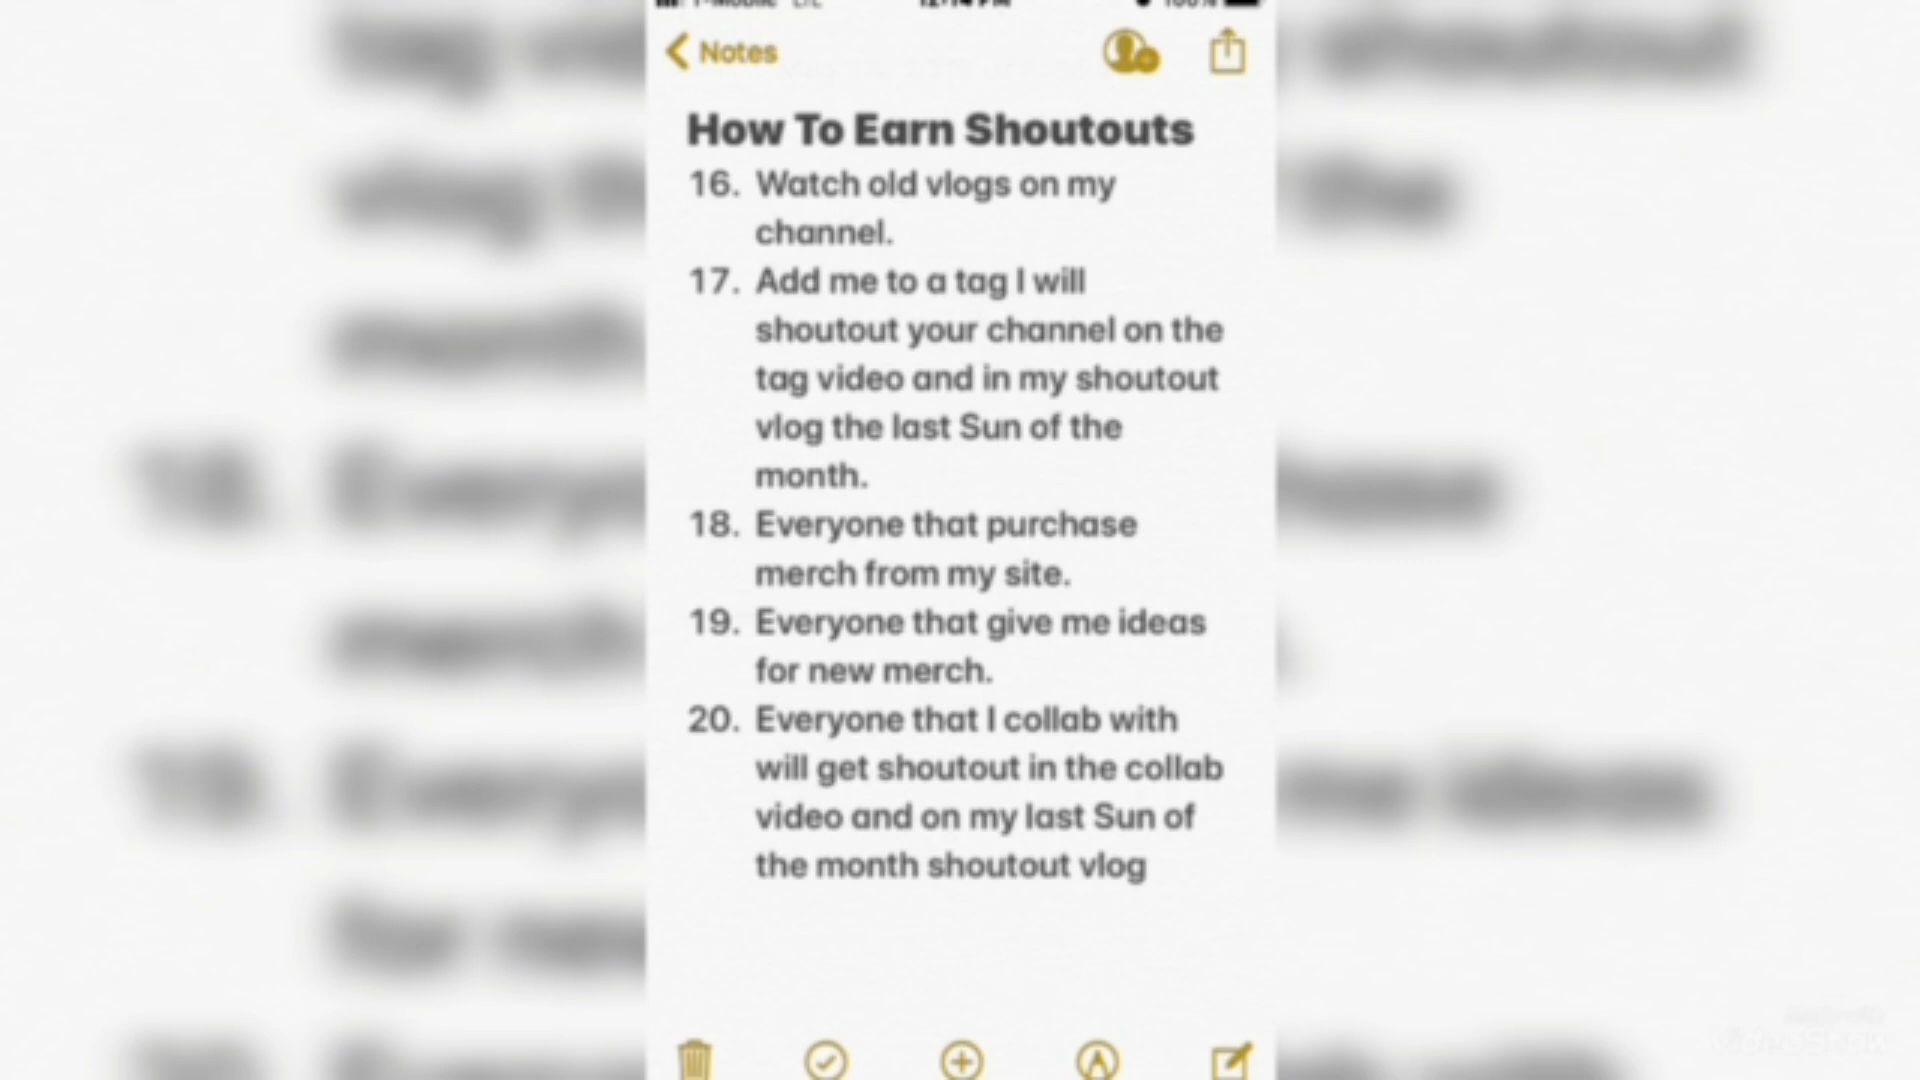 Notes
How To Earn Shoutouts
16. Watch old vlogs on my
channel.
17. Add me to a tag I will
shoutout your channel on the
tag video and in my shoutout
vlog the last Sun of the
month.
18. Everyone that purchase
merch from my site.
19. Everyone that give me ideas
for new merch.
20. Everyone that I collab with
will get shoutout in the collab
video and on my last Sun of
the month shoutout vlog